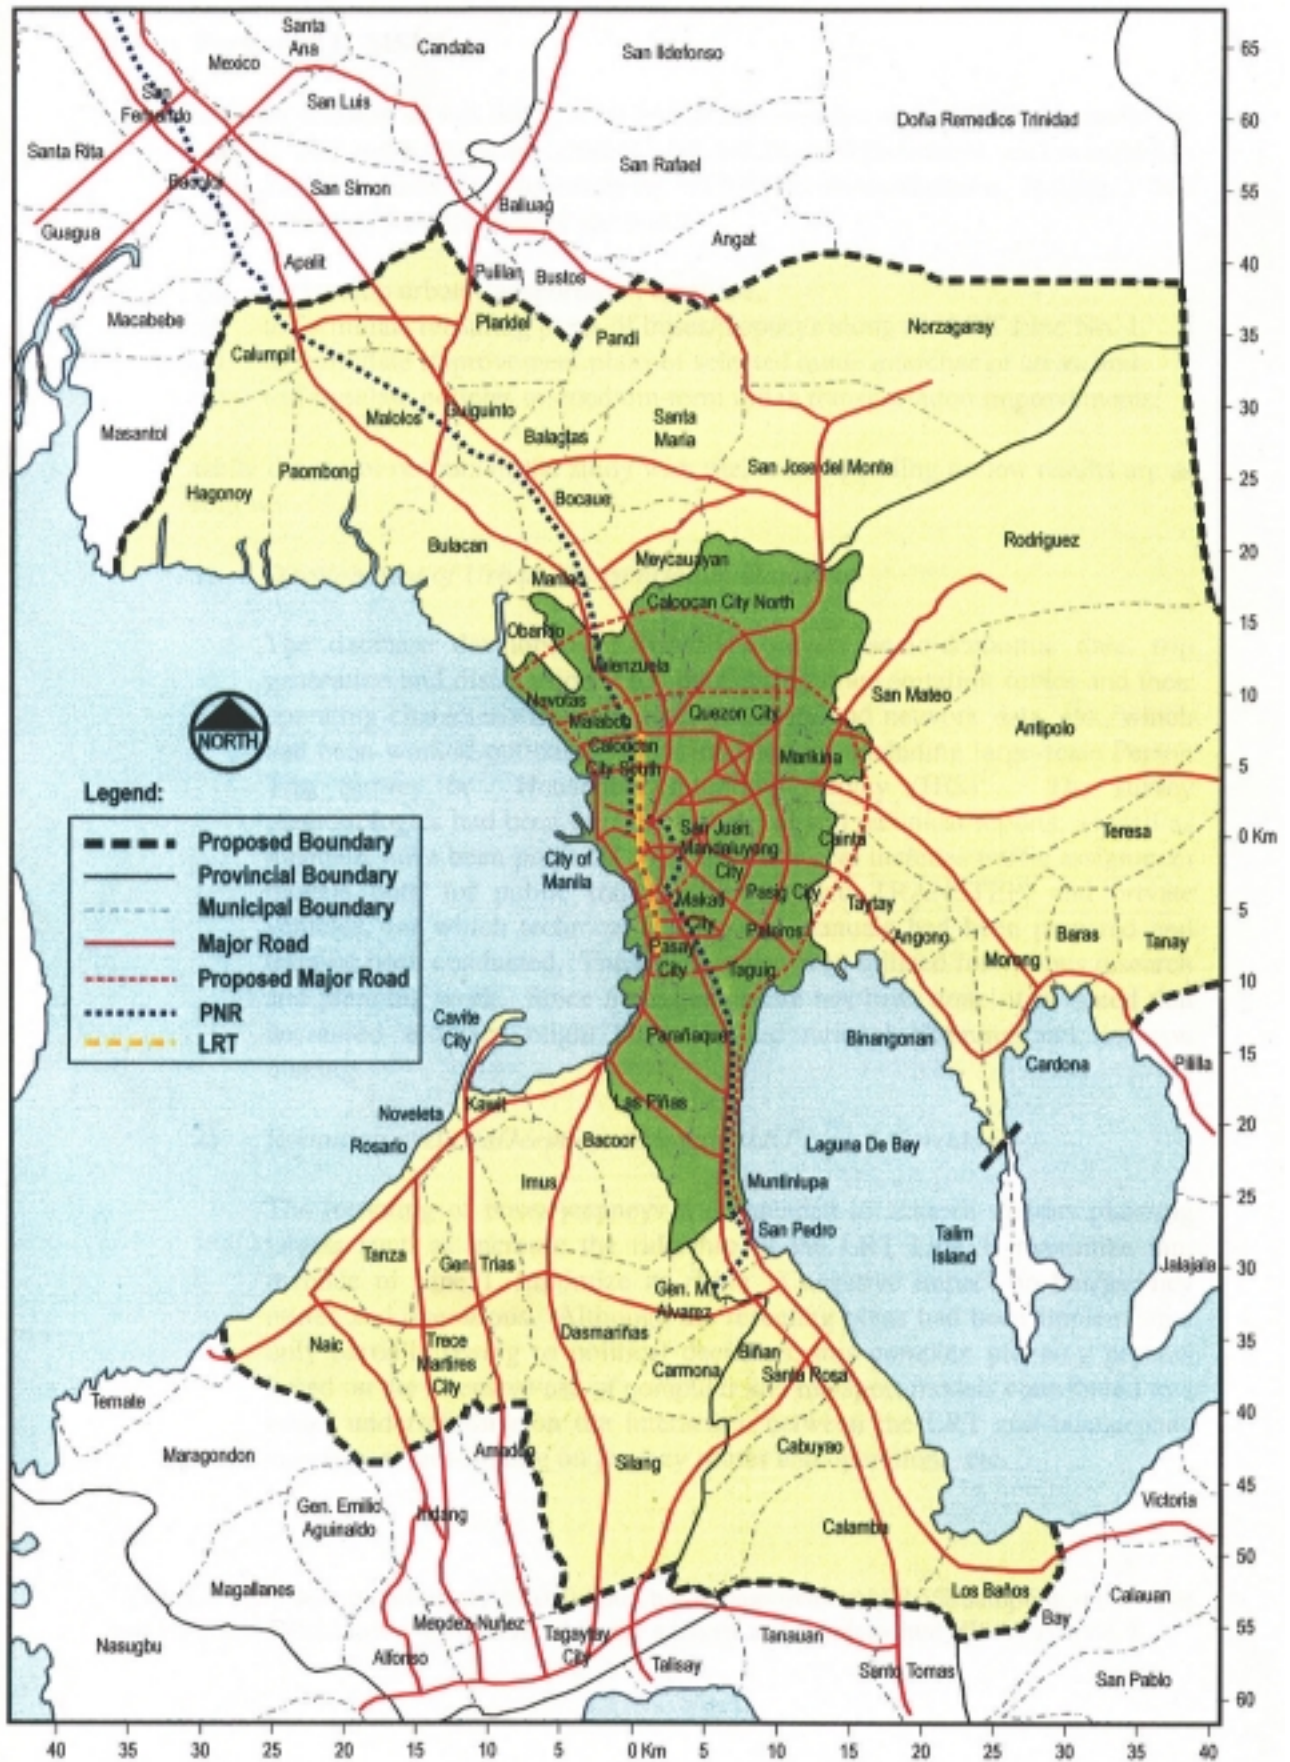 Santa
Ana
Mexico
Candaba
San Ildefonso
65
San
Fernando
San Luis
Doña Remedios Trinidad
60
Santa Rita
San Rafael
Bacolor
San Simon
55
Baliuag
Guagua
Angat
Apalit
Pulilan
Bustos
40
Macabebe
Plaridel
Pandi
Norzagaray
35
Calumpit
Malolos
Guiguinto
Santa
Maria
30
Masantol
Balagtas
Paombong
San Jose del Monte
25
Hagonoy
Bocaue
Bulacan
Meycauayan
Rodriguez
20
Marilao
Caloocan City North
Obando
15
Valenzuela
Navotas
San Mateo
10
Malabon
Quezon City
NORTH
Antipolo
Caloocan
City South
Marikina
5
Legend:
Proposed Boundary
Provincial Boundary
Municipal Boundary
Major Road
Proposed Major Road
PNR
LRT
San Juan
Mandaluyong
City
Cainta
Teresa
0 Km
City of
Manila
Makati
City
Pasig City
Taytay
5
Pasay
City
Pateros
Angono
Baras
Tanay
Taguig
Morong
10
Cavite
City
Parañaque
Binangonan
Cardona
Pililla
15
Noveleta
Kawit
Las Piñas
Rosario
Bacoor
Laguna De Bay
20
Imus
Muntinlupa
25
San Pedro
Talim
Island
Tanza
Gen. Trias
Jalajala
30
Gen. M.
Alvarez
Naic
Trece
Martires
City
Dasmariñas
Biñan
35
Carmona
Santa Rosa
Ternate
40
Maragondon
Amadeo
Silang
Cabuyao
45
Gen. Emilio
Aguinaldo
Indang
Victoria
Calamba
50
Magallanes
Los Baños
Calauan
Mendez-Nuñez
Bay
Nasugbu
Tagaytay
City
Tanauan
55
Alfonso
Talisay
Santo Tomas
San Pablo
60
40 35 30 25 20 15 10 5 0 Km 5 10 15 20 25 30 35 40